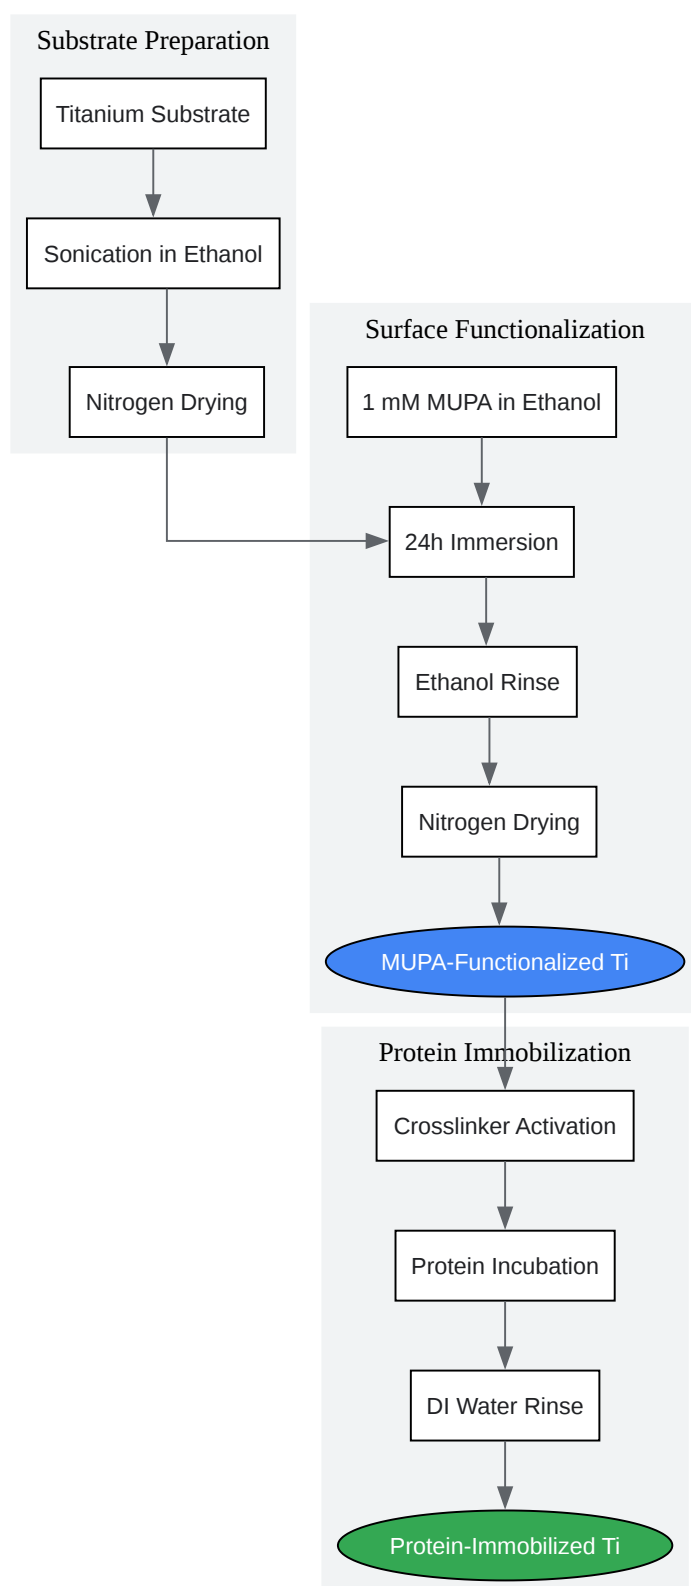 Substrate Preparation
Titanium Substrate
Sonication in Ethanol
Nitrogen Drying
Surface Functionalization
1 mM MUPA in Ethanol
24h Immersion
Ethanol Rinse
Nitrogen Drying
MUPA-Functionalized Ti
Protein Immobilization
Crosslinker Activation
Protein Incubation
DI Water Rinse
Protein-Immobilized Ti